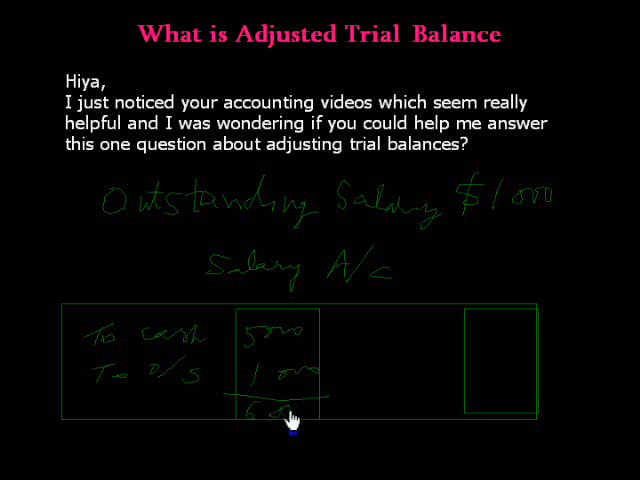 What is Adjusted Trial Balance
Hiya,
I just noticed your accounting videos which seem really
helpful and I was wondering if you could help me answer
this one question about adjusting trial balances?
Outstanding Salary $1000
Salary A/c
To cash 5000
To O/S 1000